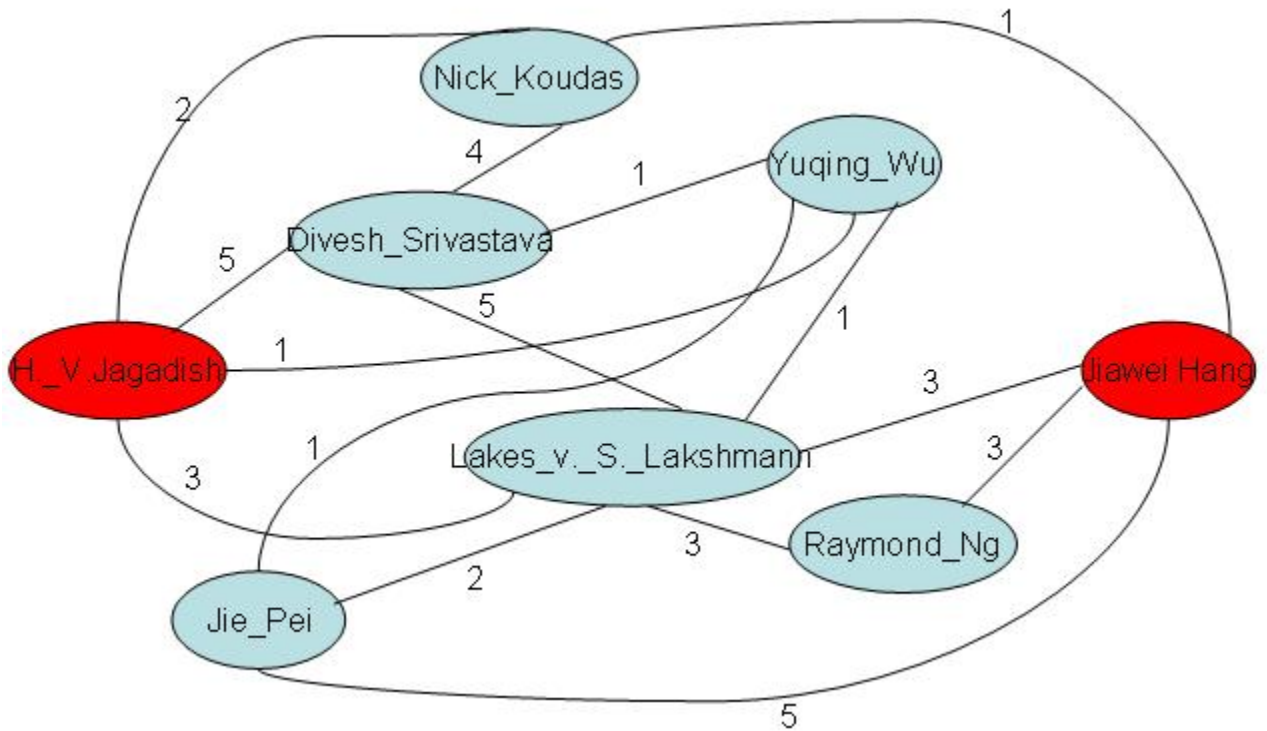 1
Nick_Koudas
2
4
Yuqing_Wu
1
Divesh_Srivastava
5
5
1
1
H._V.Jagadish
Jiawei Hang
3
1
Lakes_v._S._Lakshmann
3
3
Raymond_Ng
3
2
Jie_Pei
5